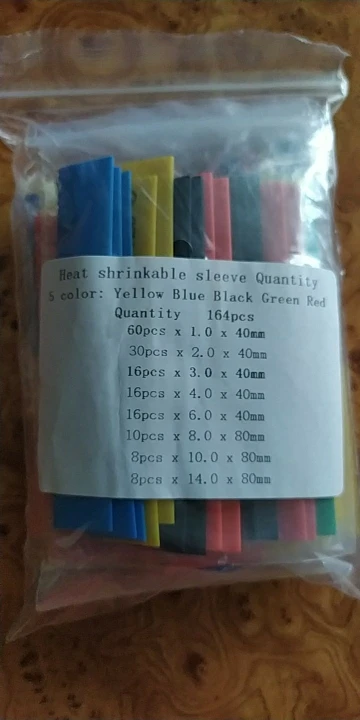 Heat shrinkable sleeve Quantity
5 color: Yellow Blue Black Green Red
Quantity 164pcs
60pcs x 1.0 x 40mm
30pcs x 2.0 x 40mm
16pcs x 3.0 x 40mm
16pcs x 4.0 x 40mm
16pcs x 6.0 x 40mm
10pcs x 8.0 x 80mm
8pcs x 10.0 x 80mm
8pcs x 14.0 x 80mm